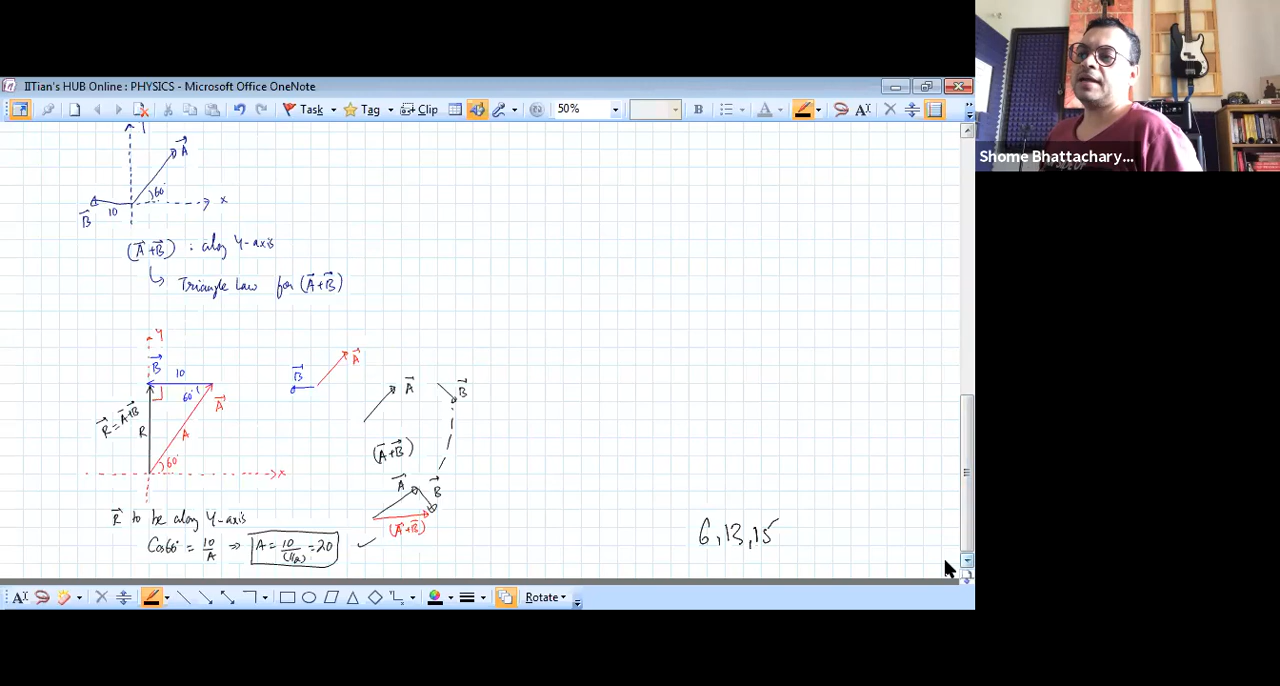 IITian's HUB Online : PHYSICS - Microsoft Office OneNote
Task Tag Clip 50% B A A
Shome Bhattachary...
A⃗
60°
x
B⃗
10
(A⃗+B⃗) : along Y-axis
Triangle Law for (A⃗+B⃗)
Y
B⃗
10
60°
A⃗
R⃗=A⃗+B⃗
R
A
60°
x
B⃗
A⃗
A⃗
B⃗
(A⃗+B⃗)
A⃗
B⃗
(A⃗+B⃗)
R⃗ to be along Y-axis
Cos60° = 10/A ⇒ A = 10/(1/2) = 20 ✓
6, 13, 15
A Rotate